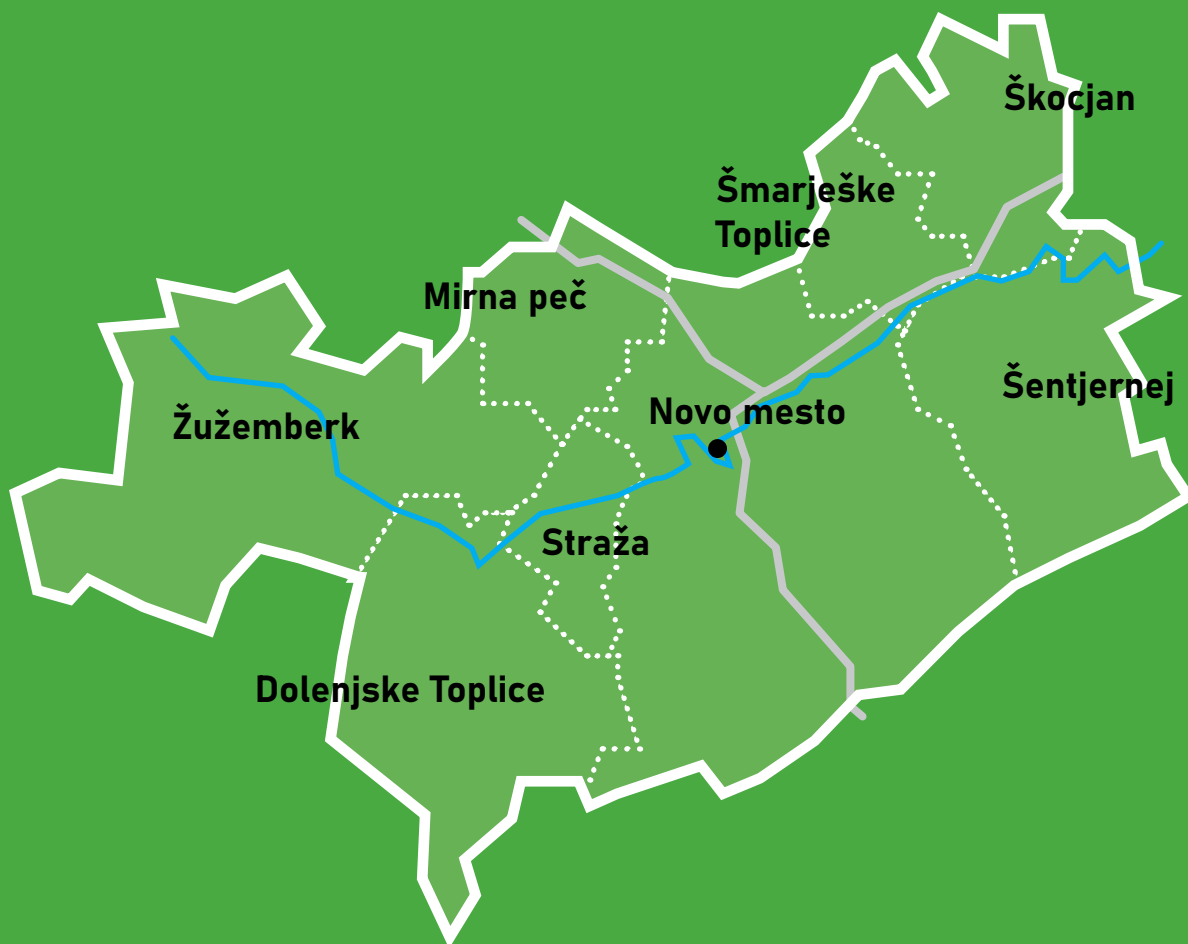 Škocjan
Šmarješke
Toplice
Mirna peč
Šentjernej
Novo mesto
Žužemberk
Straža
Dolenjske Toplice